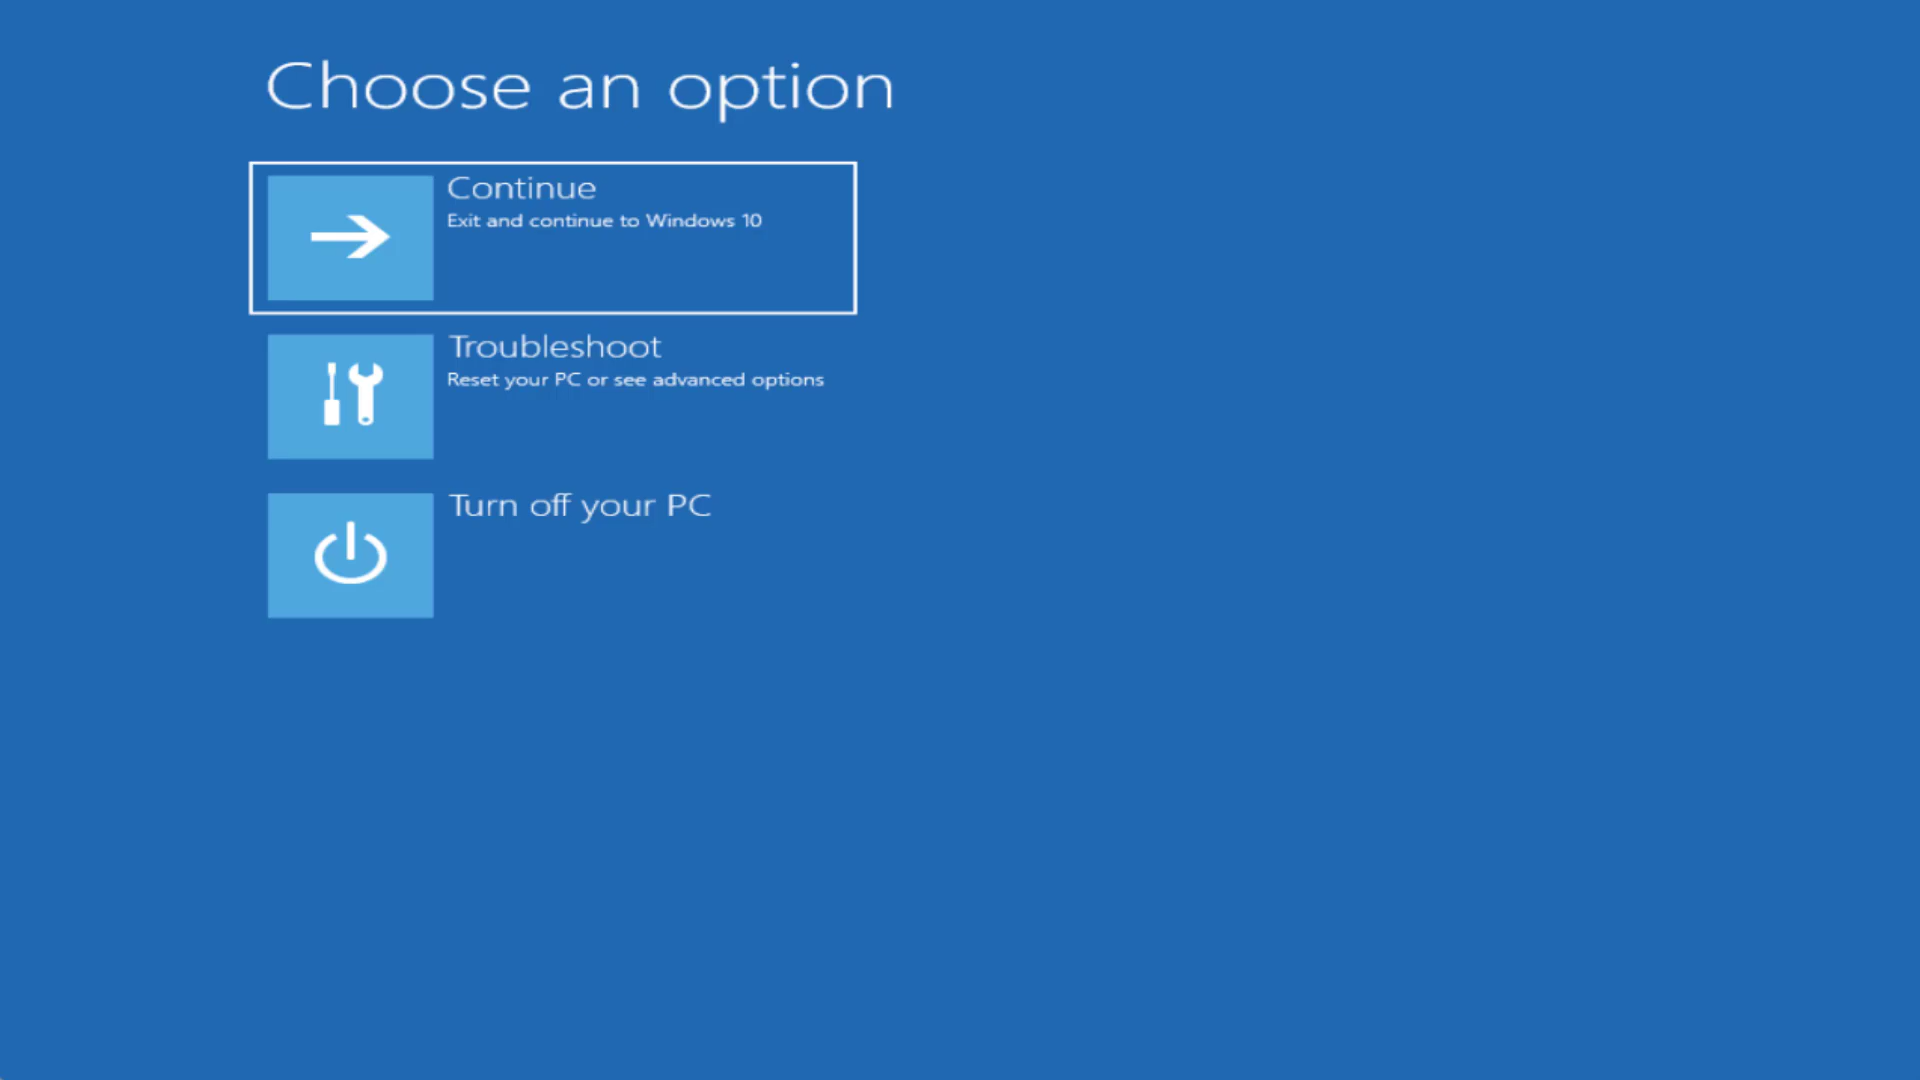 Choose an option
Continue
Exit and continue to Windows 10
Troubleshoot
Reset your PC or see advanced options
Turn off your PC